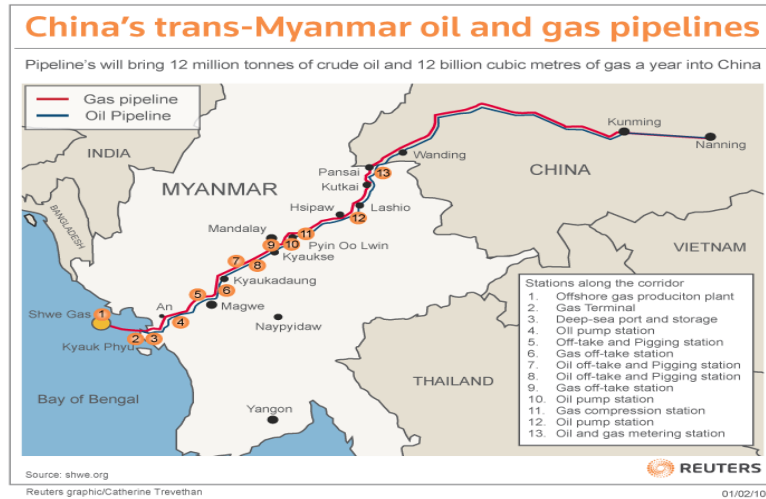 China's trans-Myanmar oil and gas pipelines
Pipeline's will bring 12 million tonnes of crude oil and 12 billion cubic metres of gas a year into China
Gas pipeline
Oil Pipeline
INDIA
BANGLADESH
MYANMAR
CHINA
VIETNAM
THAILAND
Kunming
Nanning
Wanding
Pansai
13
Kutkai
Hsipaw
Lashio
12
Mandalay
11
9
10
Pyin Oo Lwin
Kyaukse
7
8
Kyaukadaung
6
5
Magwe
An
4
Naypyidaw
Shwe Gas
1
2
3
Kyauk Phyu
Bay of Bengal
Yangon
Stations along the corridor
1. Offshore gas produciton plant
2. Gas Terminal
3. Deep-sea port and storage
4. OIl pump station
5. Off-take and Pigging station
6. Gas off-take station
7. Oil off-take and Pigging station
8. Oil off-take and Pigging station
9. Gas off-take station
10. Oil pump station
11. Gas compression station
12. Oil pump station
13. Oil and gas metering station
Source: shwe.org
Reuters graphic/Catherine Trevethan
REUTERS
01/02/10